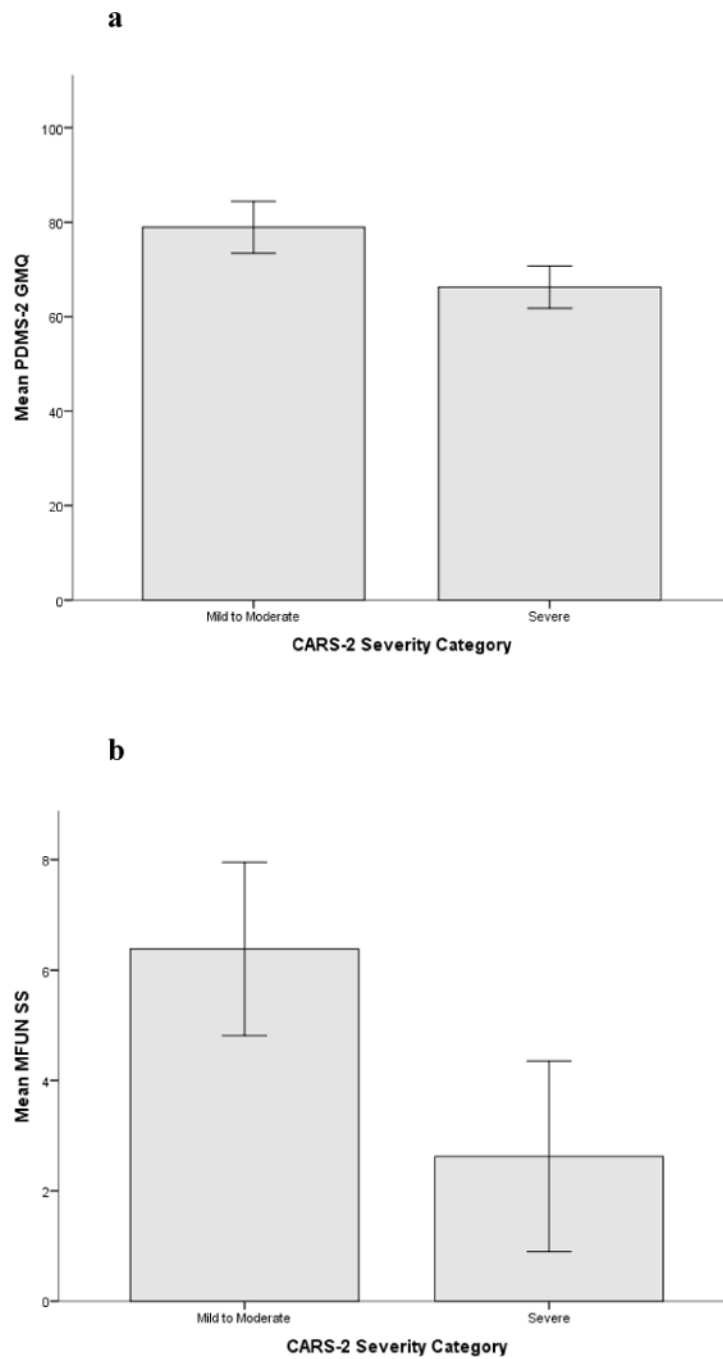 a
100
80
60
40
20
0
Mean PDMS-2 GMQ
Mild to Moderate
Severe
CARS-2 Severity Category
b
8
6
4
2
0
Mean MFUN SS
Mild to Moderate
Severe
CARS-2 Severity Category